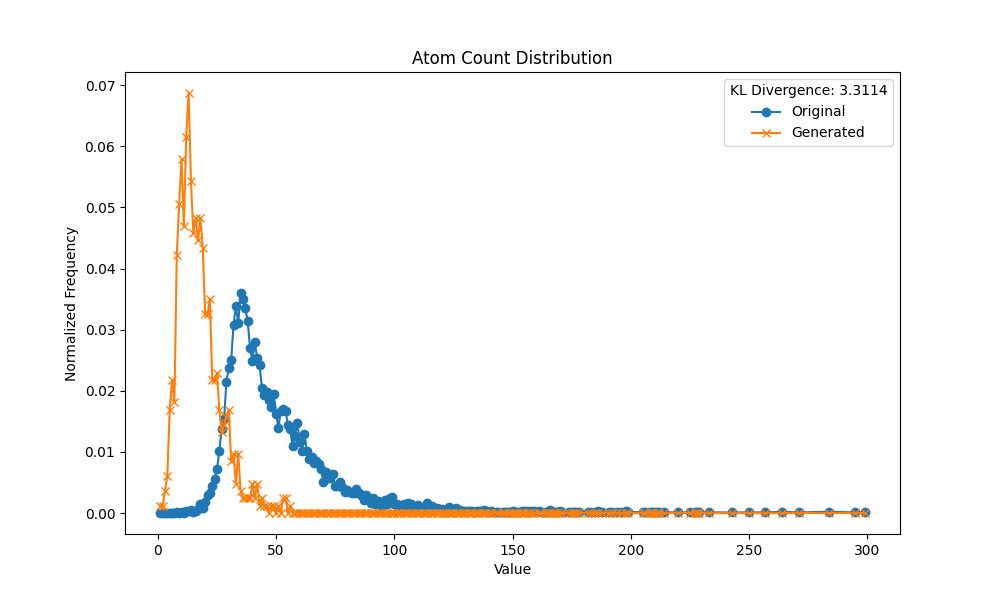 Atom Count Distribution
KL Divergence: 3.3114
Original
Generated
Normalized Frequency
0.07
0.06
0.05
0.04
0.03
0.02
0.01
0.00
0
50
100
150
200
250
300
Value